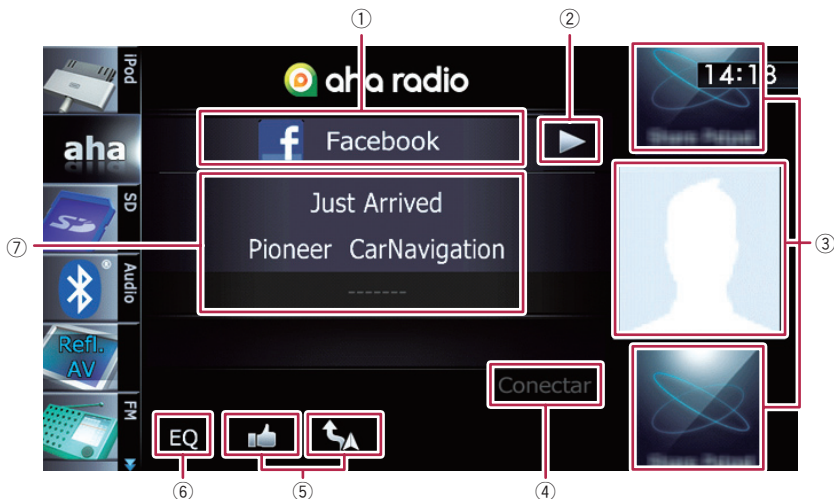 ① ②
iPod
aha radio
14:18
aha
Facebook
SD
⑦
Just Arrived
③
Pioneer CarNavigation
-------
Audio
Refl.
AV
Conectar
FM
EQ
⑥ ⑤ ④